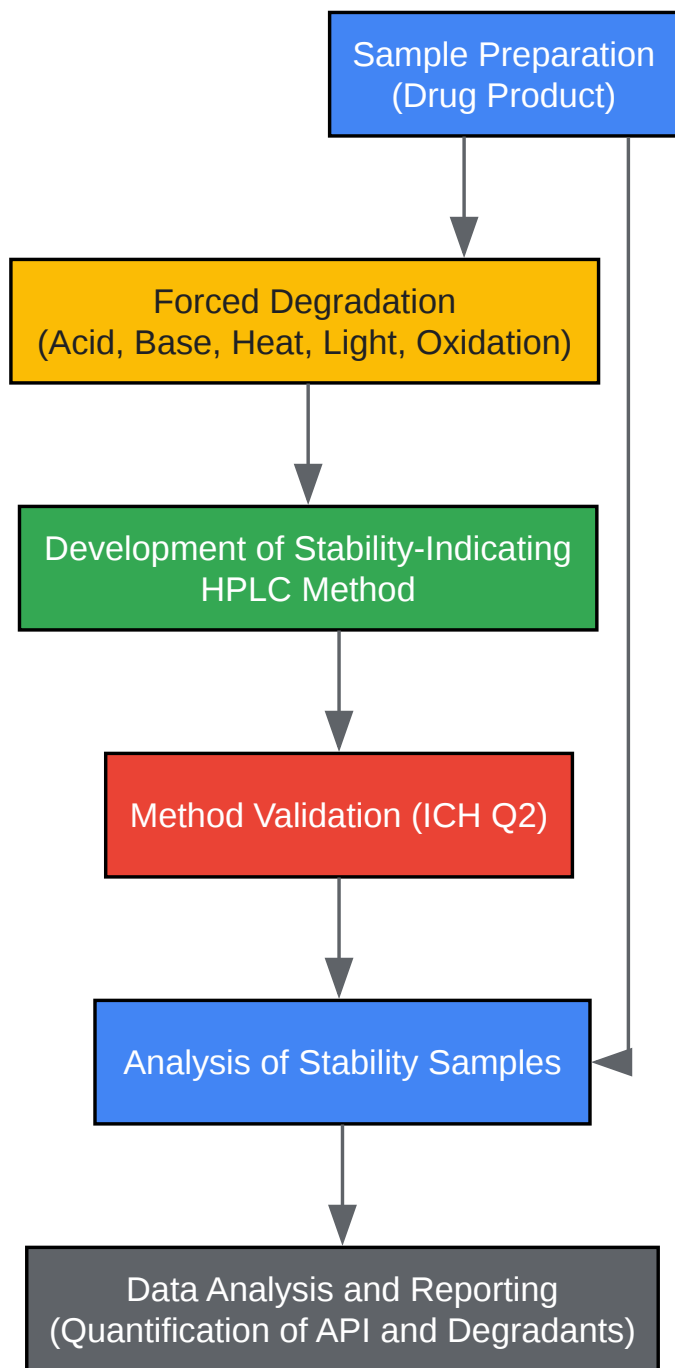 Sample Preparation
(Drug Product)
Forced Degradation
(Acid, Base, Heat, Light, Oxidation)
Development of Stability-Indicating
HPLC Method
Method Validation (ICH Q2)
Analysis of Stability Samples
Data Analysis and Reporting
(Quantification of API and Degradants)